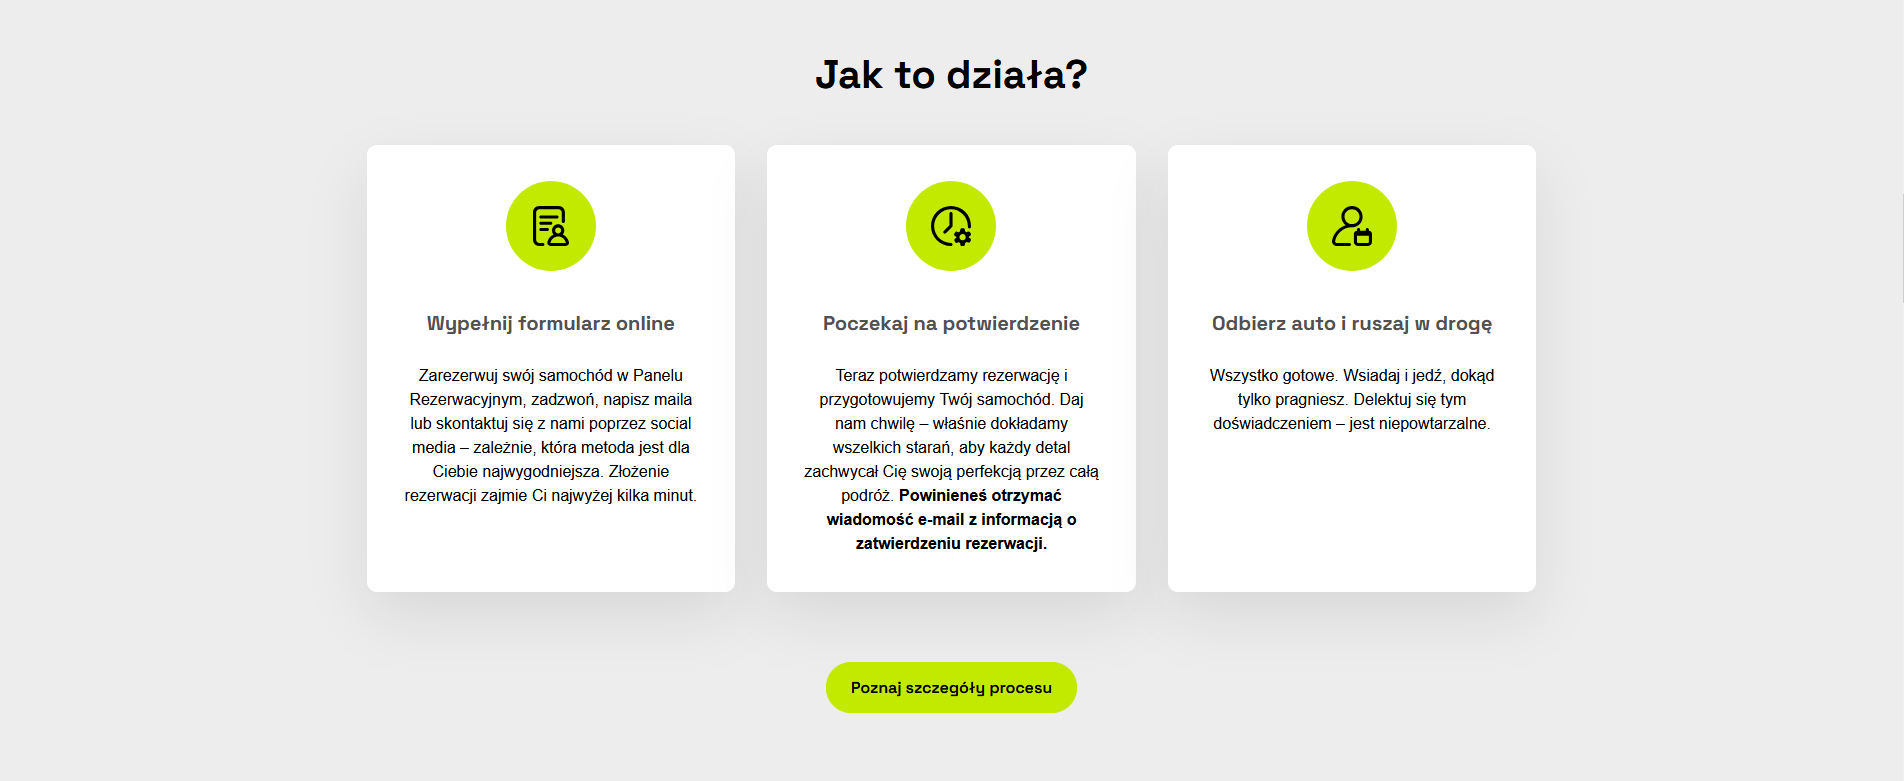 Jak to działa?
Wypełnij formularz online
Zarezerwuj swój samochód w Panelu
Rezerwacyjnym, zadzwoń, napisz maila
lub skontaktuj się z nami poprzez social
media – zależnie, która metoda jest dla
Ciebie najwygodniejsza. Złożenie
rezerwacji zajmie Ci najwyżej kilka minut.
Poczekaj na potwierdzenie
Teraz potwierdzamy rezerwację i
przygotowujemy Twój samochód. Daj
nam chwilę – właśnie dokładamy
wszelkich starań, aby każdy detal
zachwycał Cię swoją perfekcją przez całą
podróż. Powinieneś otrzymać
wiadomość e-mail z informacją o
zatwierdzeniu rezerwacji.
Odbierz auto i ruszaj w drogę
Wszystko gotowe. Wsiadaj i jedź, dokąd
tylko pragniesz. Delektuj się tym
doświadczeniem – jest niepowtarzalne.
Poznaj szczegóły procesu